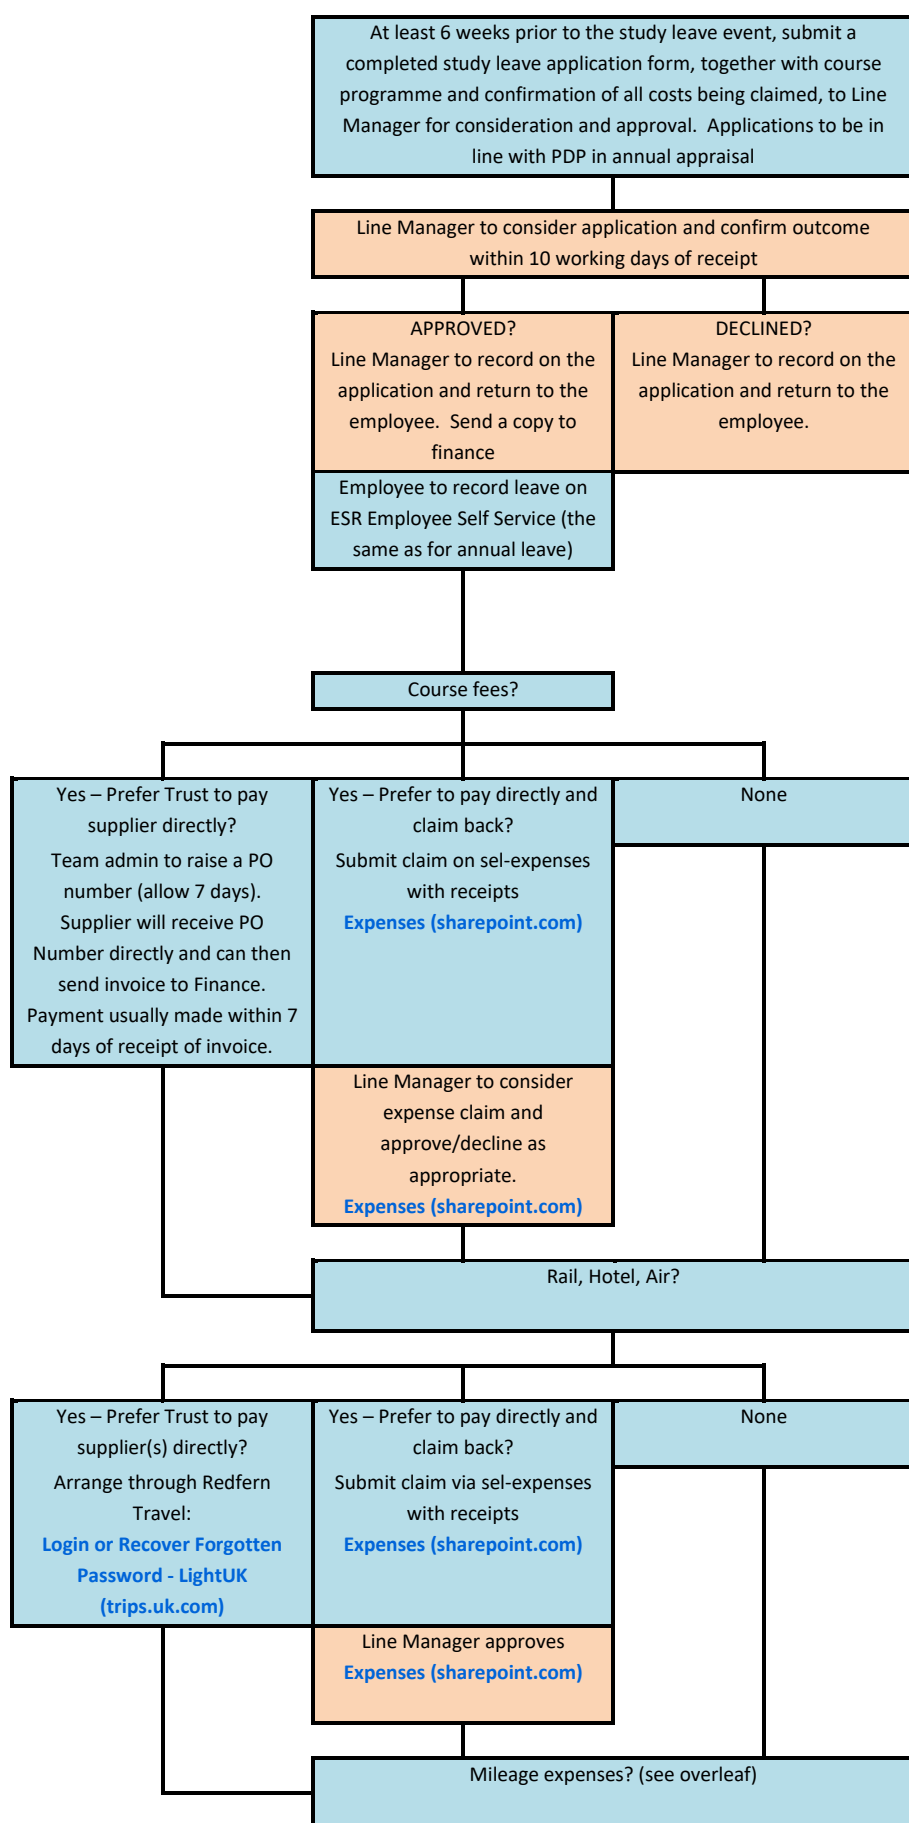 At least 6 weeks prior to the study leave event, submit a
completed study leave application form, together with course
programme and confirmation of all costs being claimed, to Line
Manager for consideration and approval.  Applications to be in
line with PDP in annual appraisal
Line Manager to consider application and confirm outcome
within 10 working days of receipt
APPROVED?
Line Manager to record on the
application and return to the
employee.  Send a copy to
finance
DECLINED?
Line Manager to record on the
application and return to the
employee.
Employee to record leave on
ESR Employee Self Service (the
same as for annual leave)
Course fees?
Yes – Prefer Trust to pay
supplier directly?
Team admin to raise a PO
number (allow 7 days).
Supplier will receive PO
Number directly and can then
send invoice to Finance.
Payment usually made within 7
days of receipt of invoice.
Yes – Prefer to pay directly and
claim back?
Submit claim on sel-expenses
with receipts
Expenses (sharepoint.com)
None
Line Manager to consider
expense claim and
approve/decline as
appropriate.
Expenses (sharepoint.com)
Rail, Hotel, Air?
Yes – Prefer Trust to pay
supplier(s) directly?
Arrange through Redfern
Travel:
Login or Recover Forgotten
Password - LightUK
(trips.uk.com)
Yes – Prefer to pay directly and
claim back?
Submit claim via sel-expenses
with receipts
Expenses (sharepoint.com)
None
Line Manager approves
Expenses (sharepoint.com)
Mileage expenses? (see overleaf)